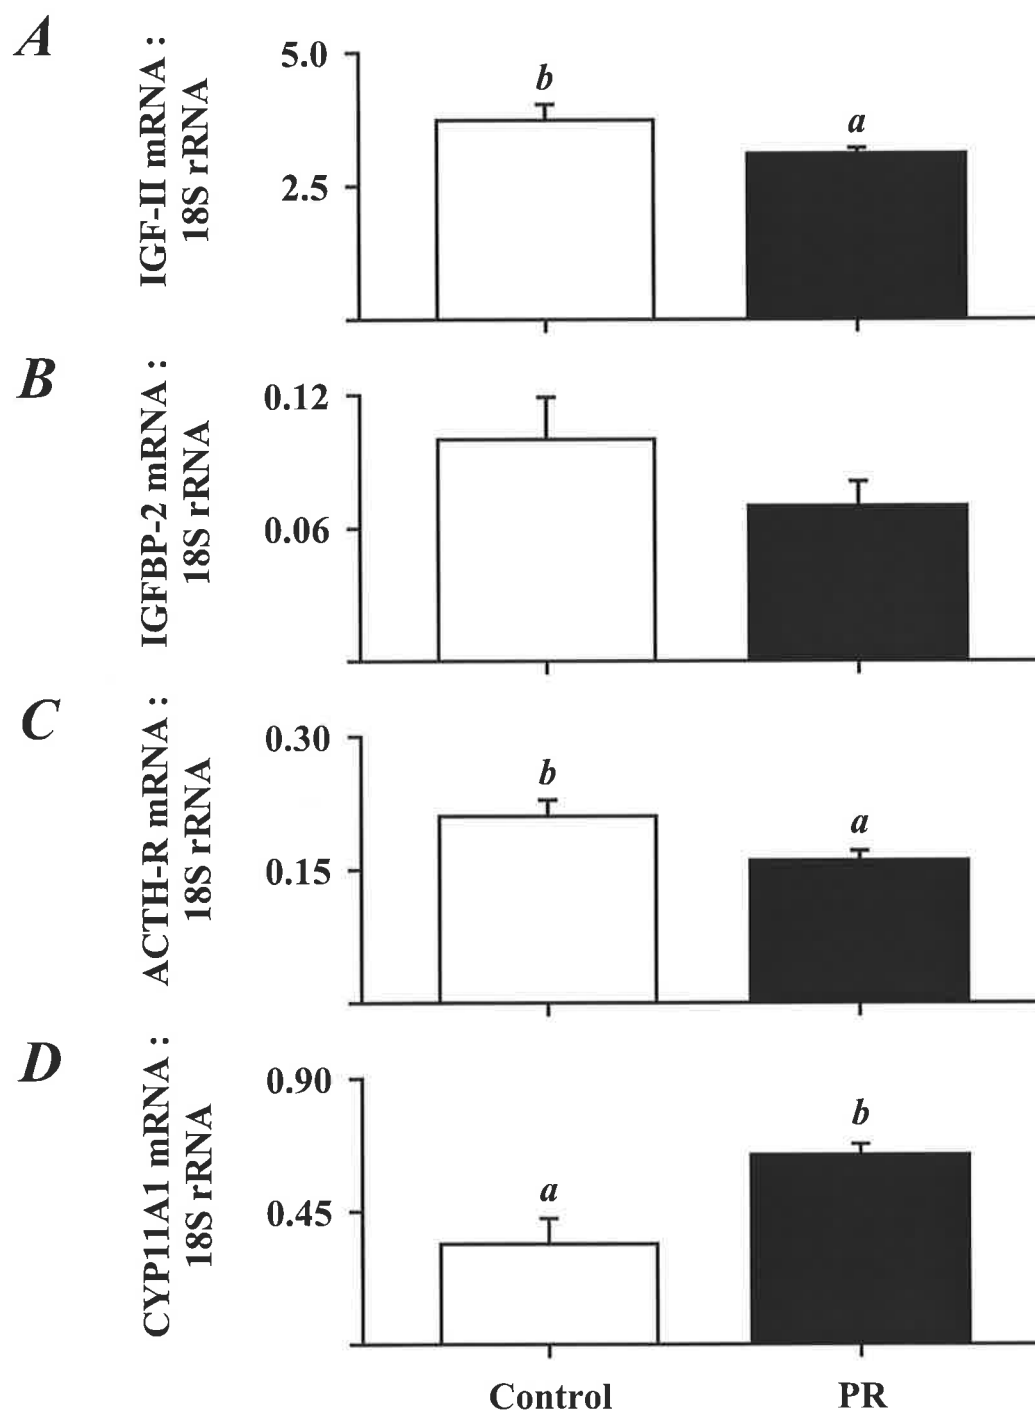 A
IGF-II mRNA :
18S rRNA
5.0
2.5
b
a
B
IGFBP-2 mRNA :
18S rRNA
0.12
0.06
C
ACTH-R mRNA :
18S rRNA
0.30
0.15
b
a
D
CYP11A1 mRNA :
18S rRNA
0.90
0.45
a
b
Control PR